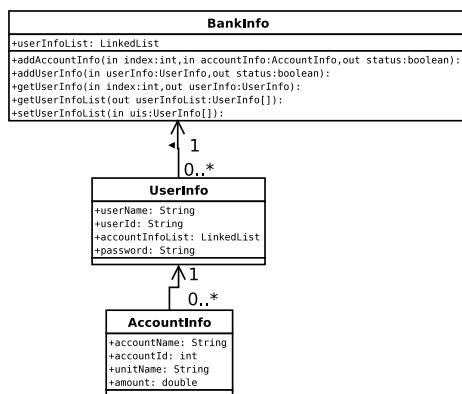 BankInfo
+userInfoList: LinkedList
+addAccountInfo(in index:int,in accountInfo:AccountInfo,out status:boolean):
+addUserInfo(in userInfo:UserInfo,out status:boolean):
+getUserInfo(in index:int,out userInfo:UserInfo):
+getUserInfoList(out userInfoList:UserInfo[]):
+setUserInfoList(in uis:UserInfo[]):
1
0..*
UserInfo
+userName: String
+userId: String
+accountInfoList: LinkedList
+password: String
1
0..*
AccountInfo
+accountName: String
+accountId: int
+unitName: String
+amount: double